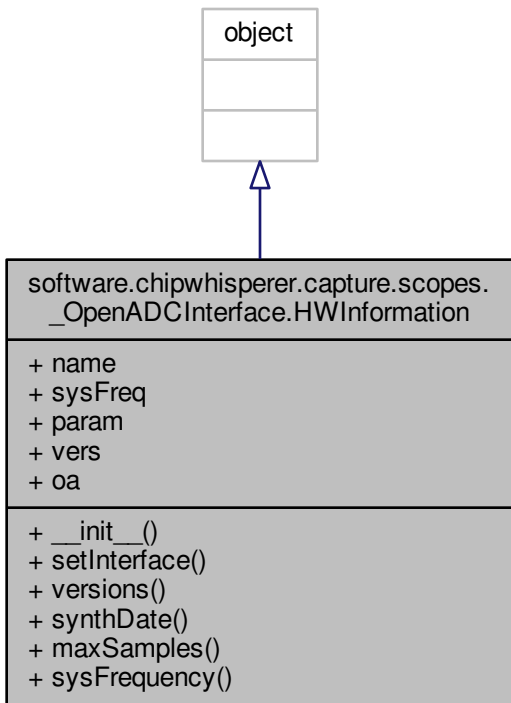 object
software.chipwhisperer.capture.scopes.
_OpenADCInterface.HWInformation
+ name
+ sysFreq
+ param
+ vers
+ oa
+ __init__()
+ setInterface()
+ versions()
+ synthDate()
+ maxSamples()
+ sysFrequency()